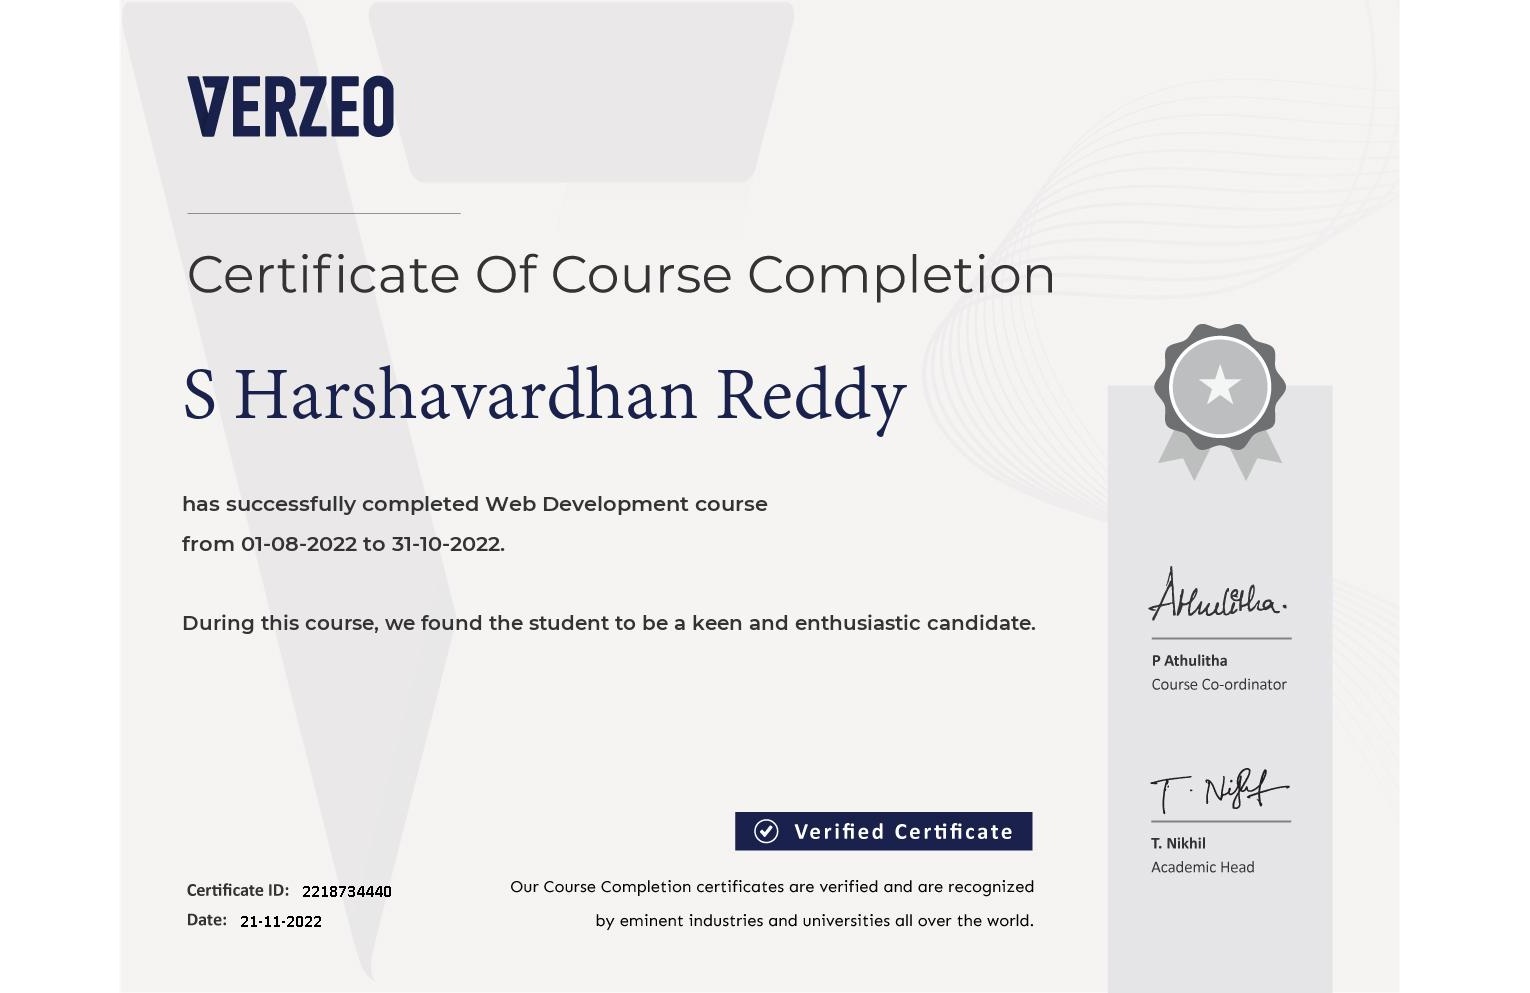 VERZEO
Certificate Of Course Completion
S Harshavardhan Reddy
has successfully completed Web Development course
from 01-08-2022 to 31-10-2022.
During this course, we found the student to be a keen and enthusiastic candidate.
Athulitha.
P Athulitha
Course Co-ordinator
T. Nikhil
T. Nikhil
Academic Head
Verified Certificate
Certificate ID: 2218734440
Date: 21-11-2022
Our Course Completion certificates are verified and are recognized
by eminent industries and universities all over the world.